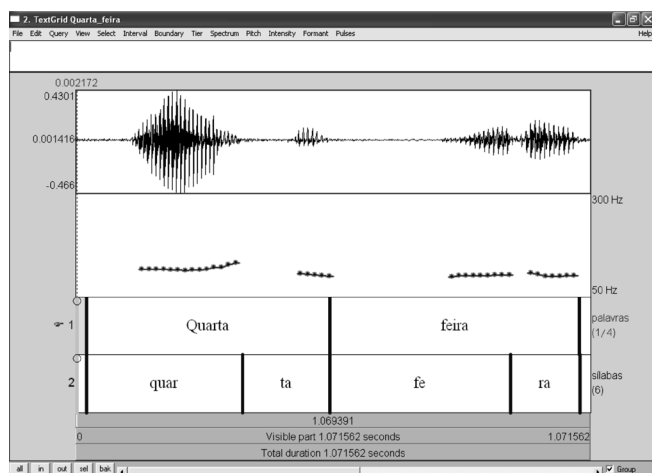 2. TextGrid Quarta_feira
File Edit Query View Select Interval Boundary Tier Spectrum Pitch Intensity Formant Pulses Help
0.002172
0.4301
0.001416
-0.466
300 Hz
50 Hz
1 Quarta feira palavras
(1/4)
2 quar ta fe ra sílabas
(6)
1.069391
0 Visible part 1.071562 seconds 1.071562
Total duration 1.071562 seconds
all in out sel bak Group